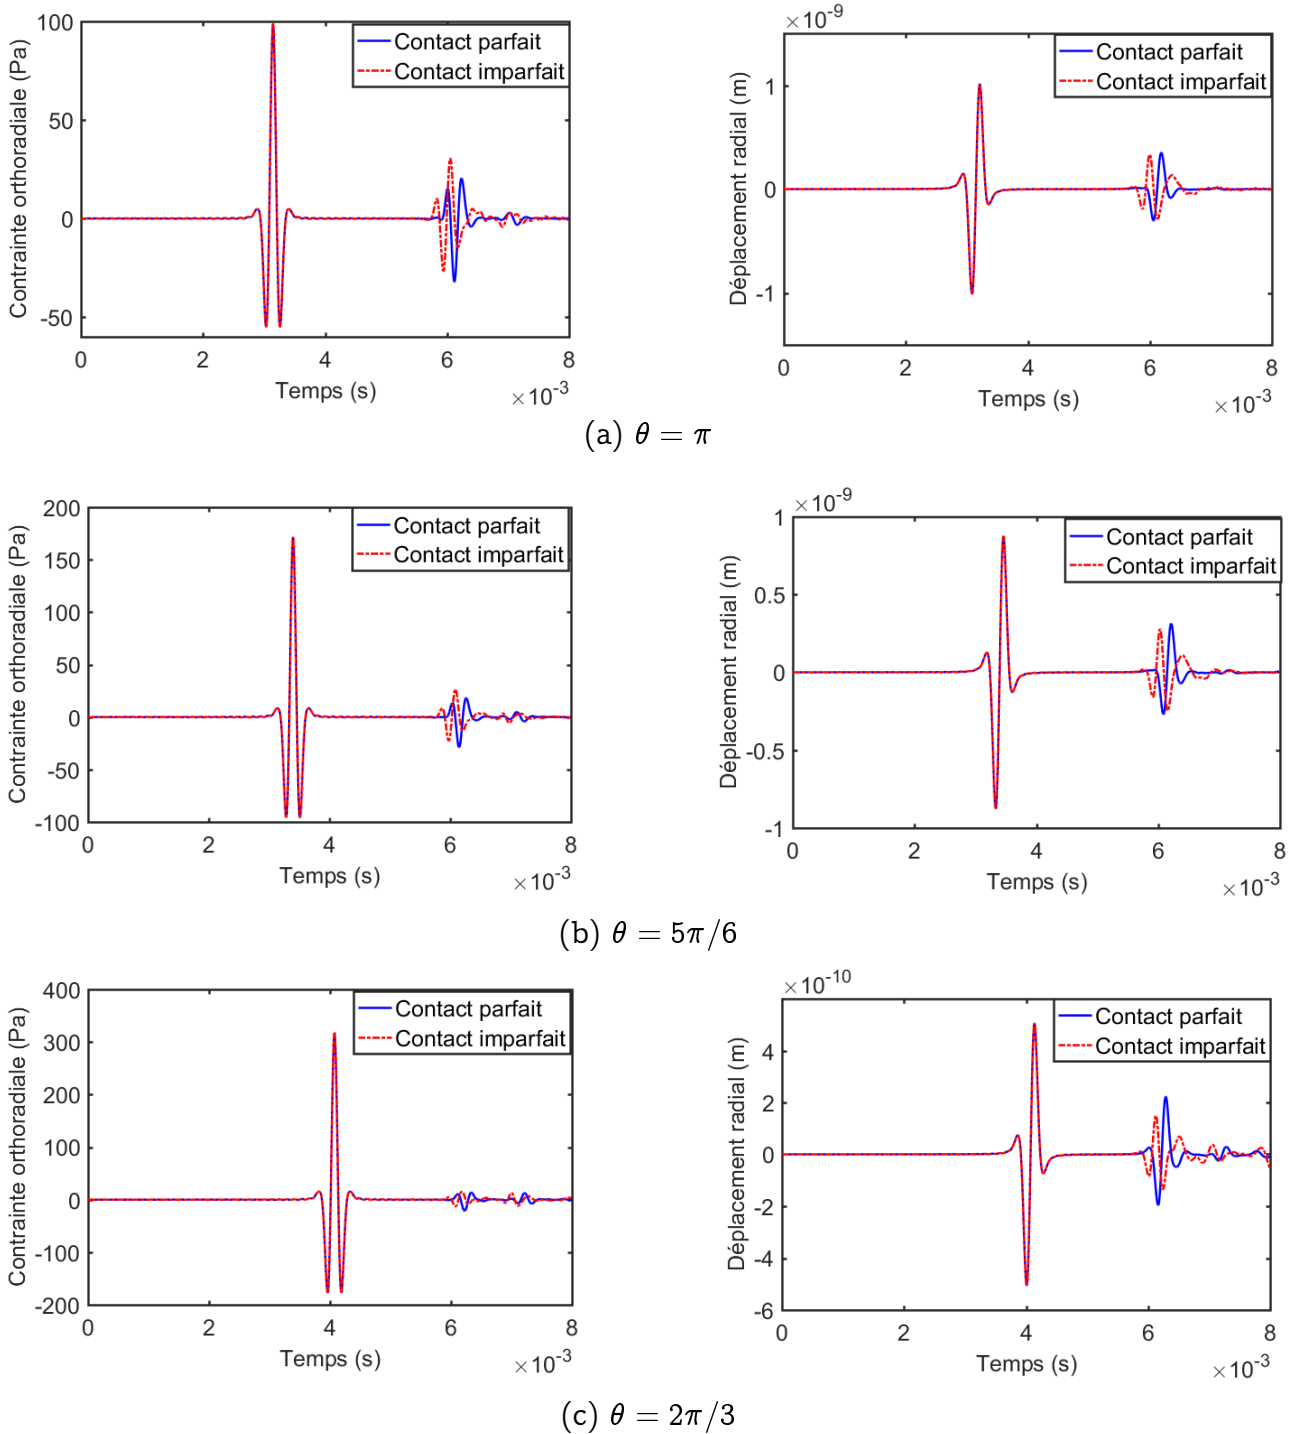 100
50
0
-50
Contrainte orthoradiale (Pa)
Contact parfait
Contact imparfait
0 2 4 6 8
Temps (s)
×10-3
×10-9
1
0
-1
Déplacement radial (m)
Contact parfait
Contact imparfait
0 2 4 6 8
Temps (s)
×10-3
(a) θ = π
200
150
100
50
0
-50
-100
Contrainte orthoradiale (Pa)
Contact parfait
Contact imparfait
0 2 4 6 8
Temps (s)
×10-3
×10-9
1
0.5
0
-0.5
-1
Déplacement radial (m)
Contact parfait
Contact imparfait
0 2 4 6 8
Temps (s)
×10-3
(b) θ = 5π/6
400
300
200
100
0
-100
-200
Contrainte orthoradiale (Pa)
Contact parfait
Contact imparfait
0 2 4 6 8
Temps (s)
×10-3
×10-10
4
2
0
-2
-4
-6
Déplacement radial (m)
Contact parfait
Contact imparfait
0 2 4 6 8
Temps (s)
×10-3
(c) θ = 2π/3